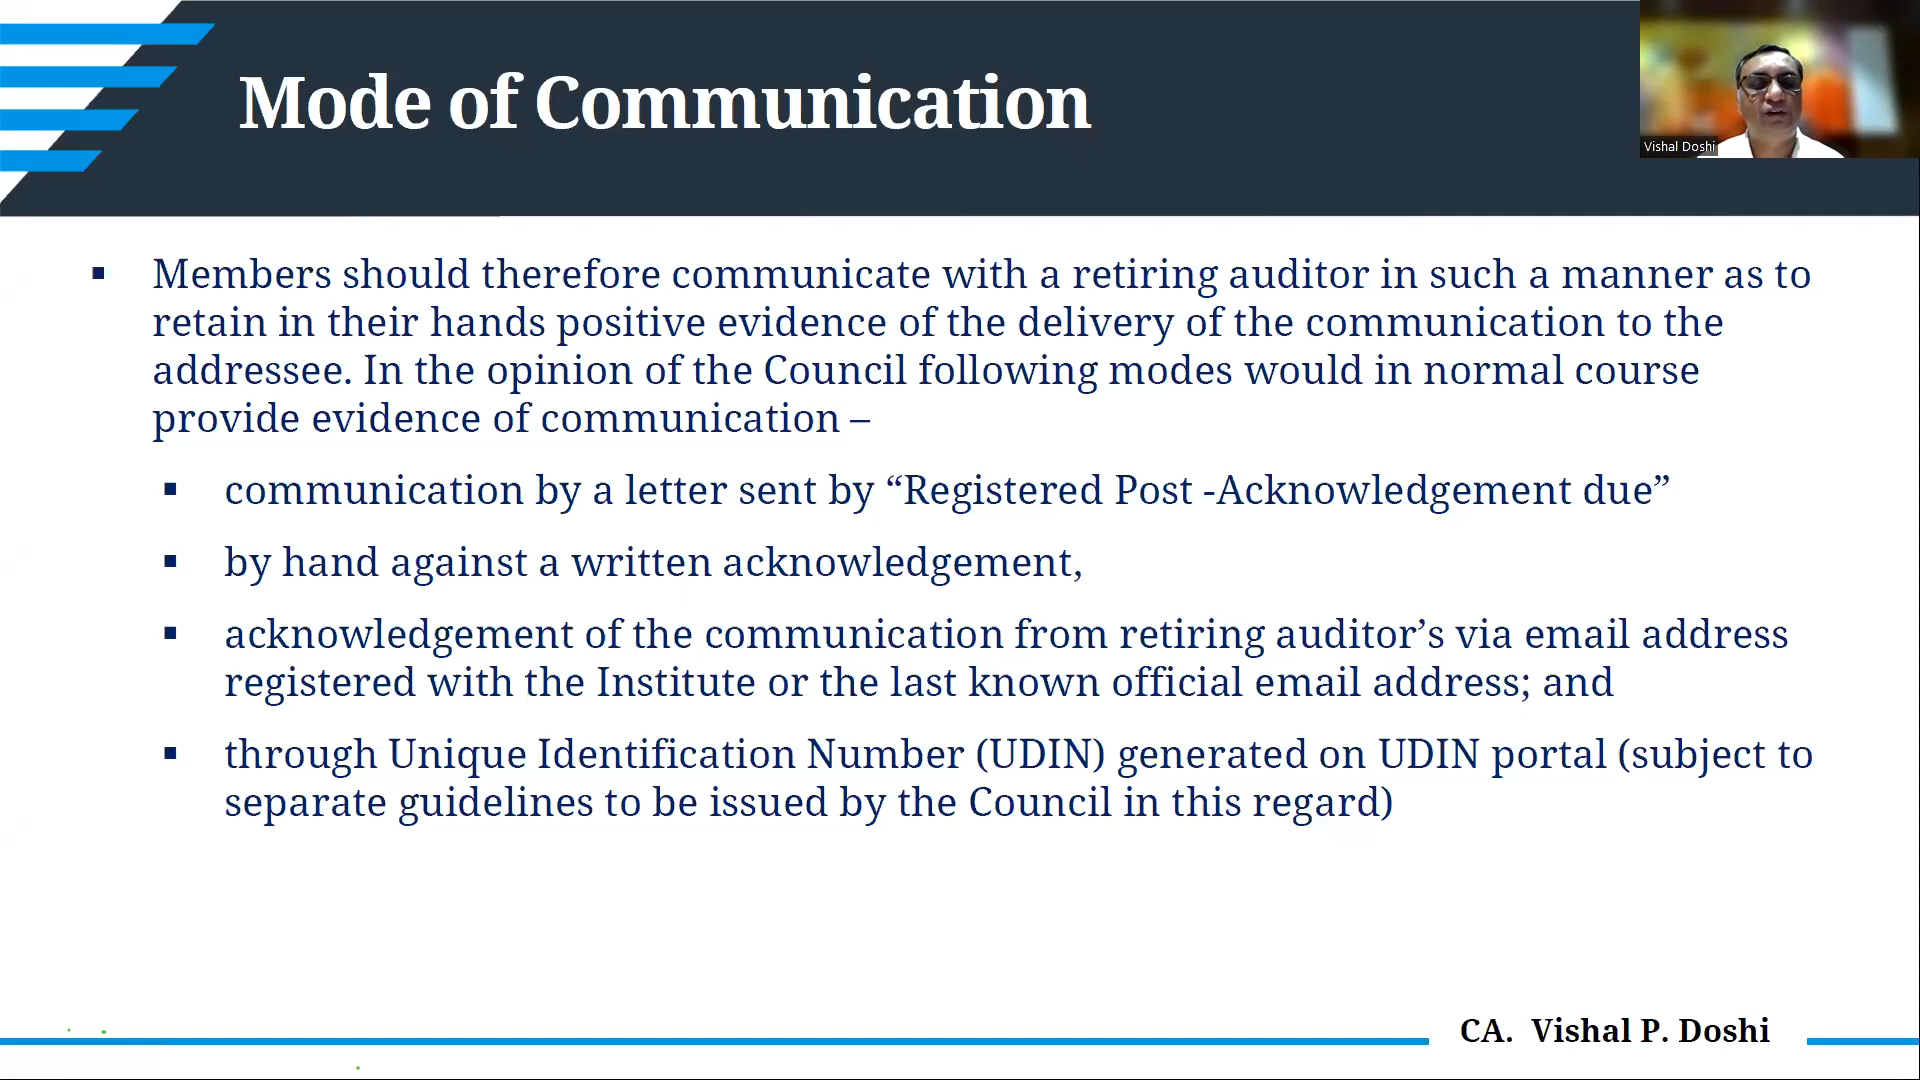 Mode of Communication
Vishal Doshi
▪ Members should therefore communicate with a retiring auditor in such a manner as to
retain in their hands positive evidence of the delivery of the communication to the
addressee. In the opinion of the Council following modes would in normal course
provide evidence of communication –
▪ communication by a letter sent by “Registered Post -Acknowledgement due”
▪ by hand against a written acknowledgement,
▪ acknowledgement of the communication from retiring auditor’s via email address
registered with the Institute or the last known official email address; and
▪ through Unique Identification Number (UDIN) generated on UDIN portal (subject to
separate guidelines to be issued by the Council in this regard)
CA. Vishal P. Doshi